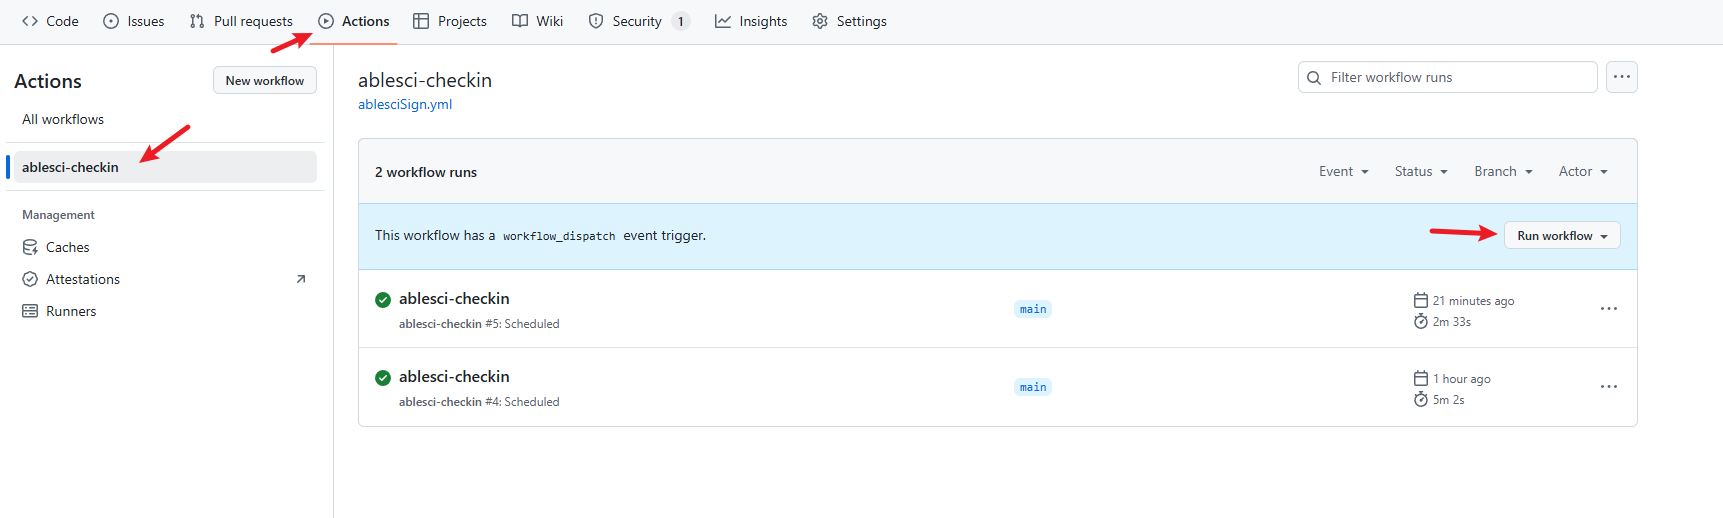 Code Issues Pull requests Actions Projects Wiki Security 1 Insights Settings
Actions
New workflow
All workflows
ablesci-checkin
Management
Caches
Attestations
Runners
ablesci-checkin
ablesciSign.yml
Filter workflow runs
2 workflow runs
Event Status Branch Actor
This workflow has a workflow_dispatch event trigger.
Run workflow
ablesci-checkin
ablesci-checkin #5: Scheduled
main
21 minutes ago
2m 33s
ablesci-checkin
ablesci-checkin #4: Scheduled
main
1 hour ago
5m 2s